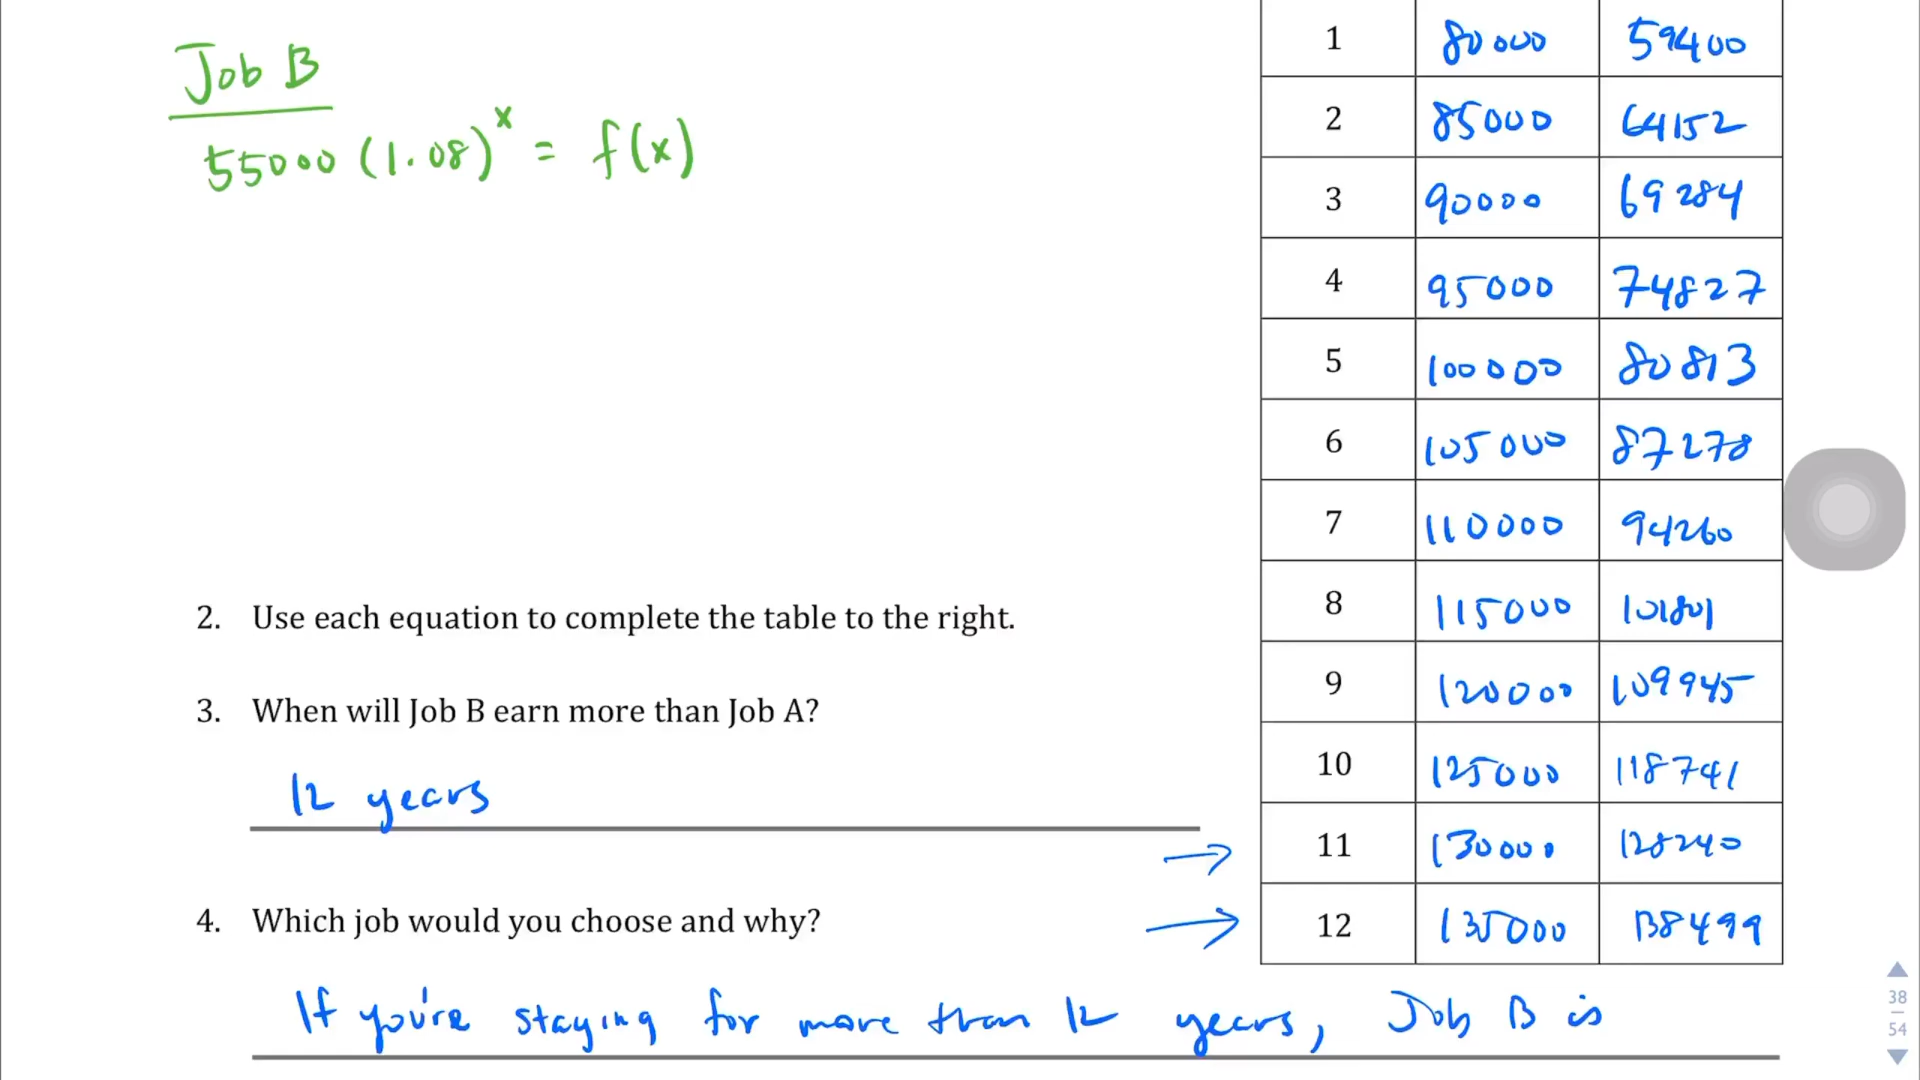 Job B
55000 (1.08)^x = f(x)
1 80000 59400
2 85000 64152
3 90000 69284
4 95000 74827
5 100000 80813
6 105000 87278
7 110000 94260
8 115000 101801
9 120000 109945
10 125000 118741
11 130000 128240
12 135000 138499
2. Use each equation to complete the table to the right.
3. When will Job B earn more than Job A?
12 years
→
4. Which job would you choose and why?
→
If you're staying for more than 12 years, Job B is
38
54